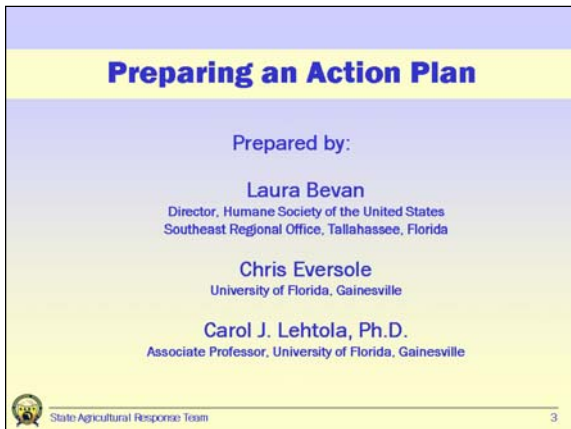 Preparing an Action Plan
Prepared by:
Laura Bevan
Director, Humane Society of the United States
Southeast Regional Office, Tallahassee, Florida
Chris Eversole
University of Florida, Gainesville
Carol J. Lehtola, Ph.D.
Associate Professor, University of Florida, Gainesville
State Agricultural Response Team
3